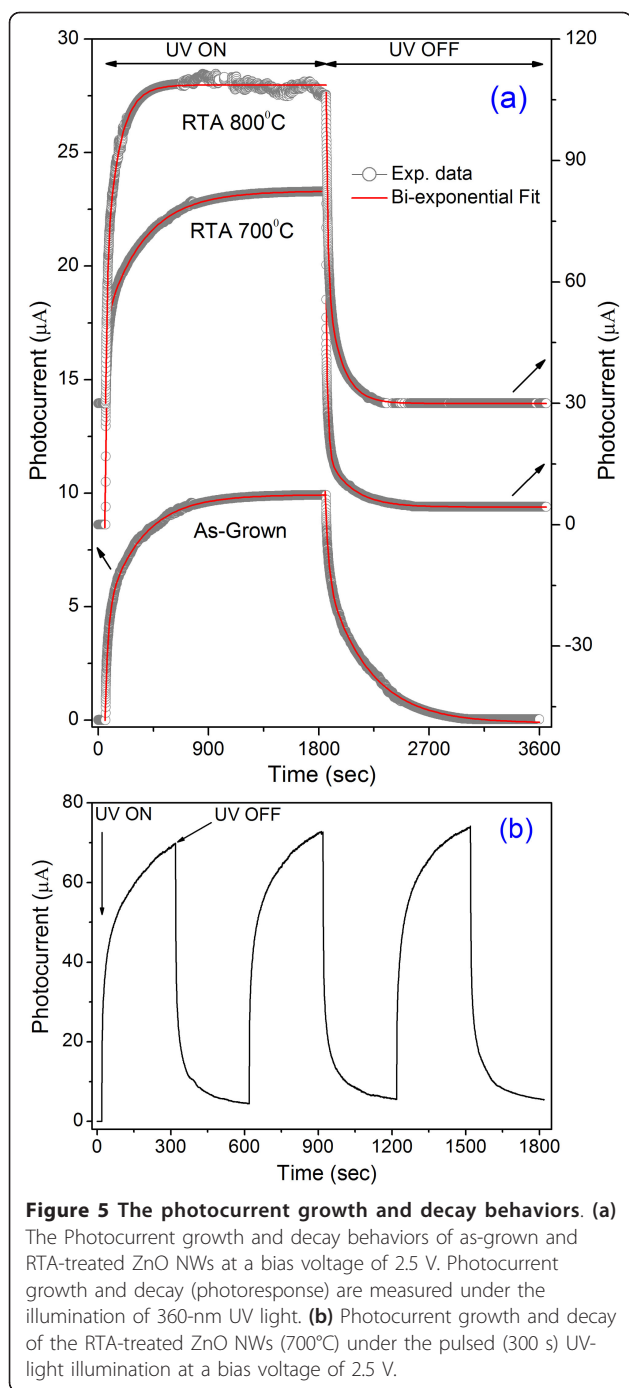 UV ON UV OFF
(a)
RTA 800⁰C
RTA 700⁰C
As-Grown
Exp. data
Bi-exponential Fit
30
25
20
15
10
5
0
Photocurrent (μA)
120
90
60
30
0
-30
Photocurrent (μA)
0 900 1800 2700 3600
Time (sec)
UV ON UV OFF
(b)
80
60
40
20
0
Photocurrent (μA)
0 300 600 900 1200 1500 1800
Time (sec)
Figure 5 The photocurrent growth and decay behaviors. (a)
The Photocurrent growth and decay behaviors of as-grown and
RTA-treated ZnO NWs at a bias voltage of 2.5 V. Photocurrent
growth and decay (photoresponse) are measured under the
illumination of 360-nm UV light. (b) Photocurrent growth and decay
of the RTA-treated ZnO NWs (700°C) under the pulsed (300 s) UV-
light illumination at a bias voltage of 2.5 V.